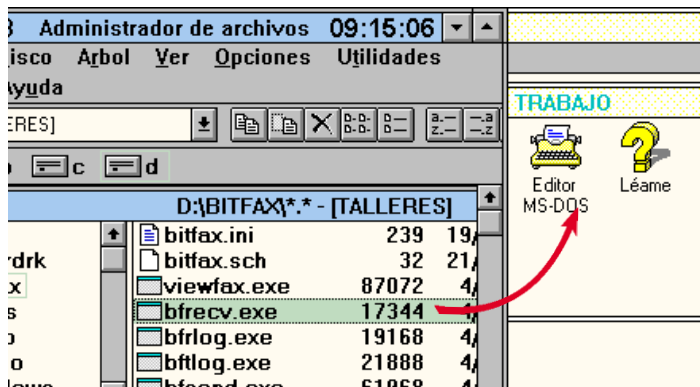 Administrador de archivos 09:15:06
isco Arbol Ver Opciones Utilidades
Ayuda
ERES]
c d
D:\BITFAX\*.* - [TALLERES]
bitfax.ini 239 19/
rdrk bitfax.sch 32 21/
x viewfax.exe 87072 4/
s bfrecv.exe 17344 4/
o bfrlog.exe 19168 4/
o bftlog.exe 21888 4/
TRABAJO
Editor
MS-DOS
Léame